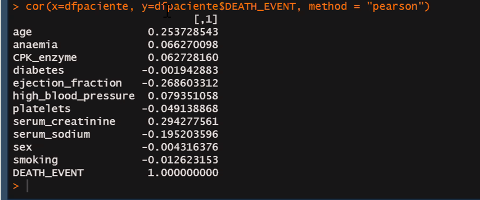 > cor(x=dfpaciente, y=dfpaciente$DEATH_EVENT, method = "pearson")
[,1]
age 0.253728543
anaemia 0.066270098
CPK_enzyme 0.062728160
diabetes -0.001942883
ejection_fraction -0.268603312
high_blood_pressure 0.079351058
platelets -0.049138868
serum_creatinine 0.294277561
serum_sodium -0.195203596
sex -0.004316376
smoking -0.012623153
DEATH_EVENT 1.000000000
>